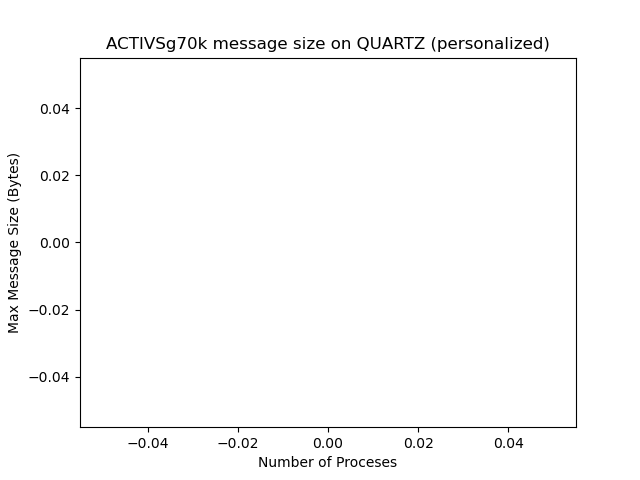 ACTIVSg70k message size on QUARTZ (personalized)
Max Message Size (Bytes)
0.04
0.02
0.00
−0.02
−0.04
−0.04 −0.02 0.00 0.02 0.04
Number of Proceses